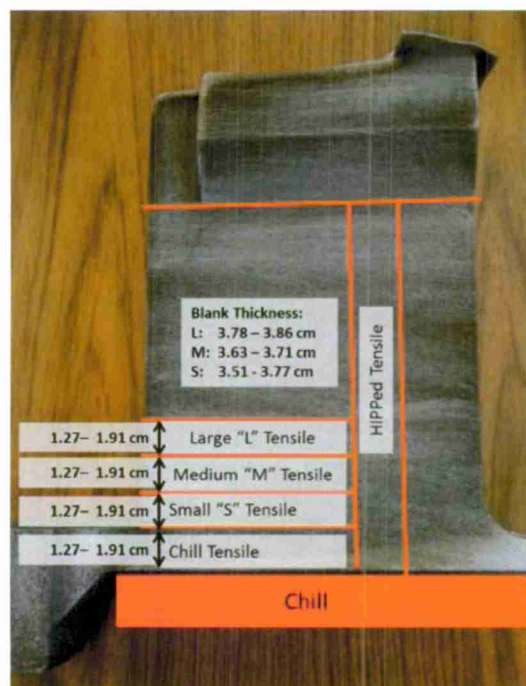 Blank Thickness:
L: 3.78 – 3.86 cm
M: 3.63 – 3.71 cm
S: 3.51 - 3.77 cm
HIPPed Tensile
1.27– 1.91 cm
Large "L" Tensile
1.27– 1.91 cm
Medium "M" Tensile
1.27– 1.91 cm
Small "S" Tensile
1.27– 1.91 cm
Chill Tensile
Chill